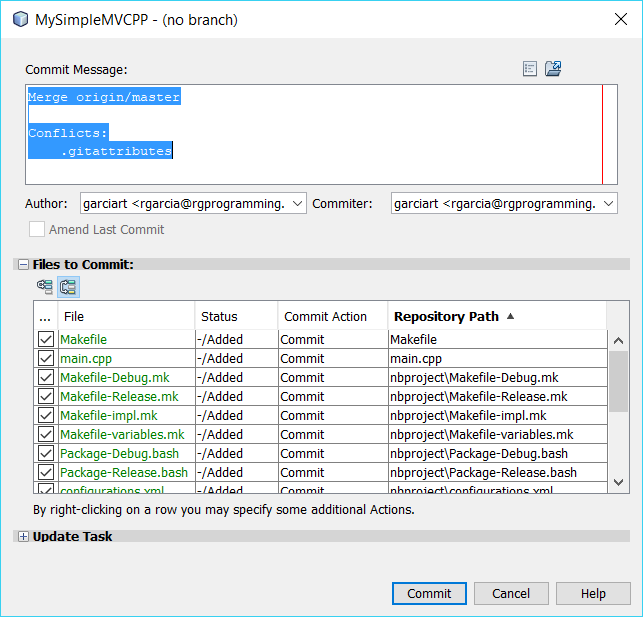 MySimpleMVCPP - (no branch)
Commit Message:
Merge origin/master
Conflicts:
.gitattributes
Author: garciart <rgarcia@rgprogramming. Commiter: garciart <rgarcia@rgprogramming.
Amend Last Commit
Files to Commit:
... File Status Commit Action Repository Path
Makefile -/Added Commit Makefile
main.cpp -/Added Commit main.cpp
Makefile-Debug.mk -/Added Commit nbproject\Makefile-Debug.mk
Makefile-Release.mk -/Added Commit nbproject\Makefile-Release.mk
Makefile-impl.mk -/Added Commit nbproject\Makefile-impl.mk
Makefile-variables.mk -/Added Commit nbproject\Makefile-variables.mk
Package-Debug.bash -/Added Commit nbproject\Package-Debug.bash
Package-Release.bash -/Added Commit nbproject\Package-Release.bash
configurations.xml -/Added Commit nbproject\configurations.xml
By right-clicking on a row you may specify some additional Actions.
Update Task
Commit Cancel Help